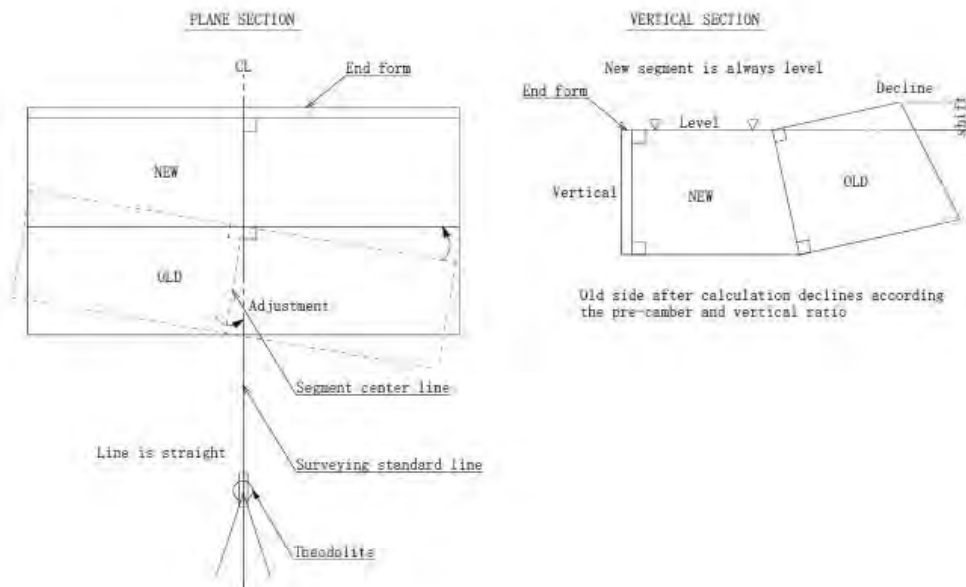 PLANE SECTION
CL
End form
NEW
OLD
Adjustment
Segment center line
Line is straight
Surveying standard line
Theodolite
VERTICAL SECTION
New segment is always level
End form
Decline
shift
Level
Vertical
NEW
OLD
Old side after calculation declines according
the pre-camber and vertical ratio